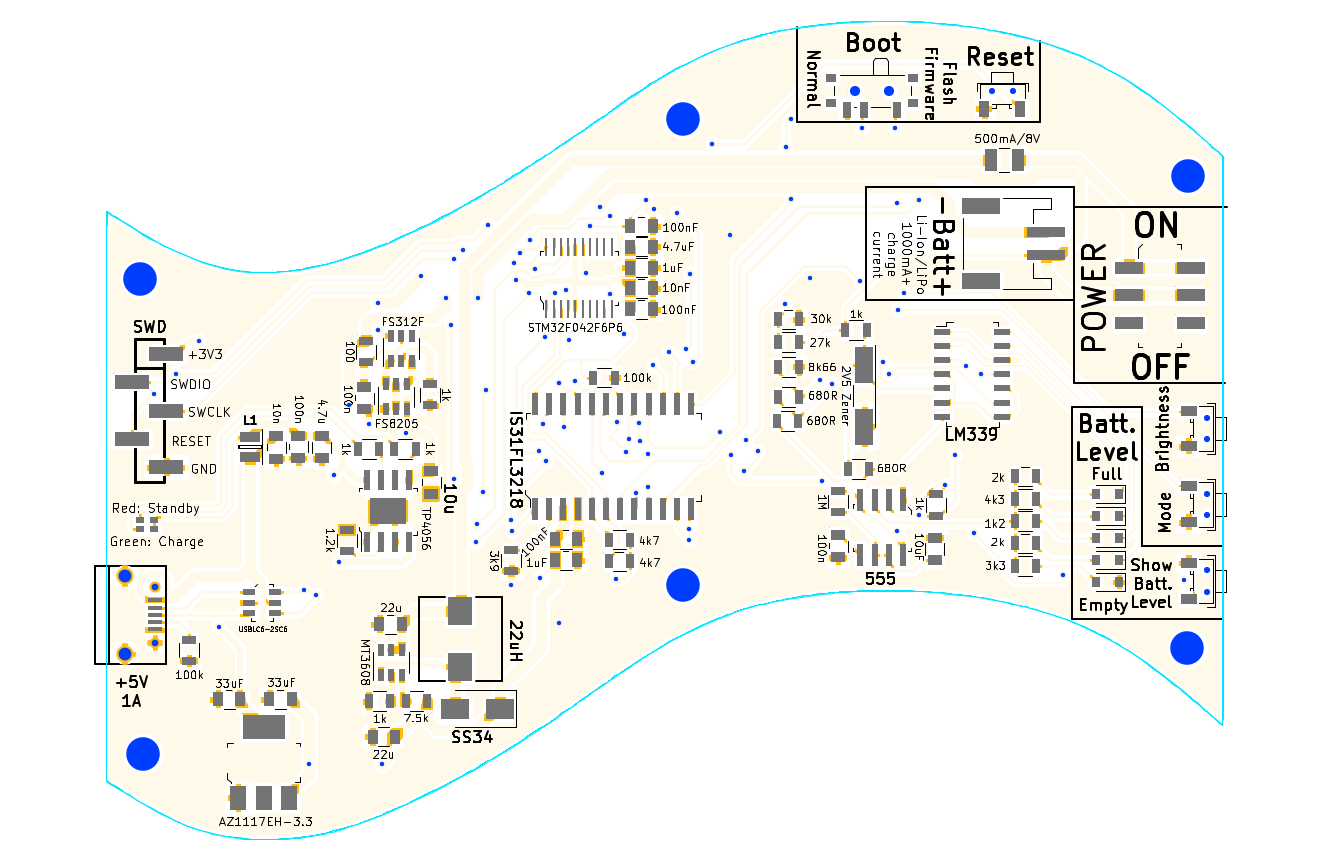 Boot
Reset
Normal
Flash
Firmware
500mA/8V
-Batt+
Li-Ion/LiPo
1000mA+
charge
current
POWER
ON
OFF
100nF
4.7uF
1uF
10nF
100nF
STM32F042F6P6
SWD
+3V3
SWDIO
SWCLK
RESET
GND
FS312F
100
100n
1k
FS8205
L1
10n
100n
4.7u
1k
1k
10u
TP4056
1.2k
100k
IS31FL3218
100nF
1uF
3k9
4k7
4k7
30k
27k
8k66
680R
680R
1k
2V5 Zener
LM339
680R
1M
1k
100n
10uF
555
2k
4k3
1k2
2k
3k3
Batt.
Level
Full
Empty
Brightness
Mode
Show
Batt.
Level
Red: Standby
Green: Charge
USBLC6-2SC6
+5V
1A
100k
33uF
33uF
AZ1117EH-3.3
22u
MT3608
1k
7.5k
22u
22uH
SS34